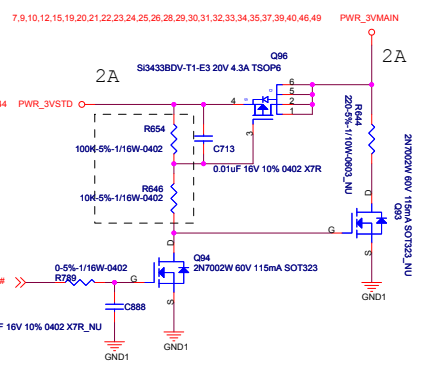 7,9,10,12,15,19,20,21,22,23,24,25,26,28,29,30,31,32,33,34,35,37,39,40,46,49 PWR_3VMAIN
Q96
Si3433BDV-T1-E3 20V 4.3A TSOP6
2A
2A
44 PWR_3VSTD
4
6
5
2
1
3
R654
100K-5%-1/16W-0402
C713
0.01uF 16V 10% 0402 X7R
R646
10K-5%-1/16W-0402
R644
220-5%-1/10W-0603_NU
2N7002W 60V 115mA SOT323_NU
Q93
D
G
S
GND1
D
Q94
2N7002W 60V 115mA SOT323
G
S
GND1
#
0-5%-1/16W-0402
R789
C888
F 16V 10% 0402 X7R_NU
GND1